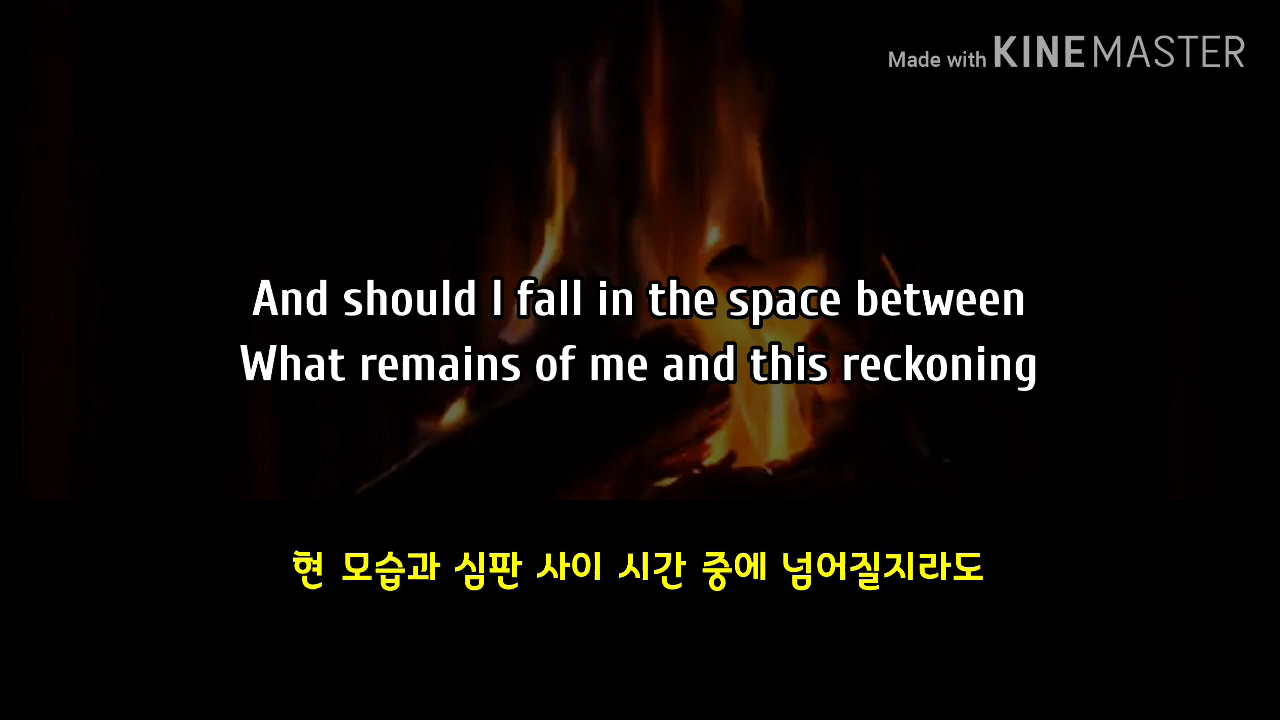 Made with KINEMASTER
And should I fall in the space between
What remains of me and this reckoning
현 모습과 심판 사이 시간 중에 넘어질지라도